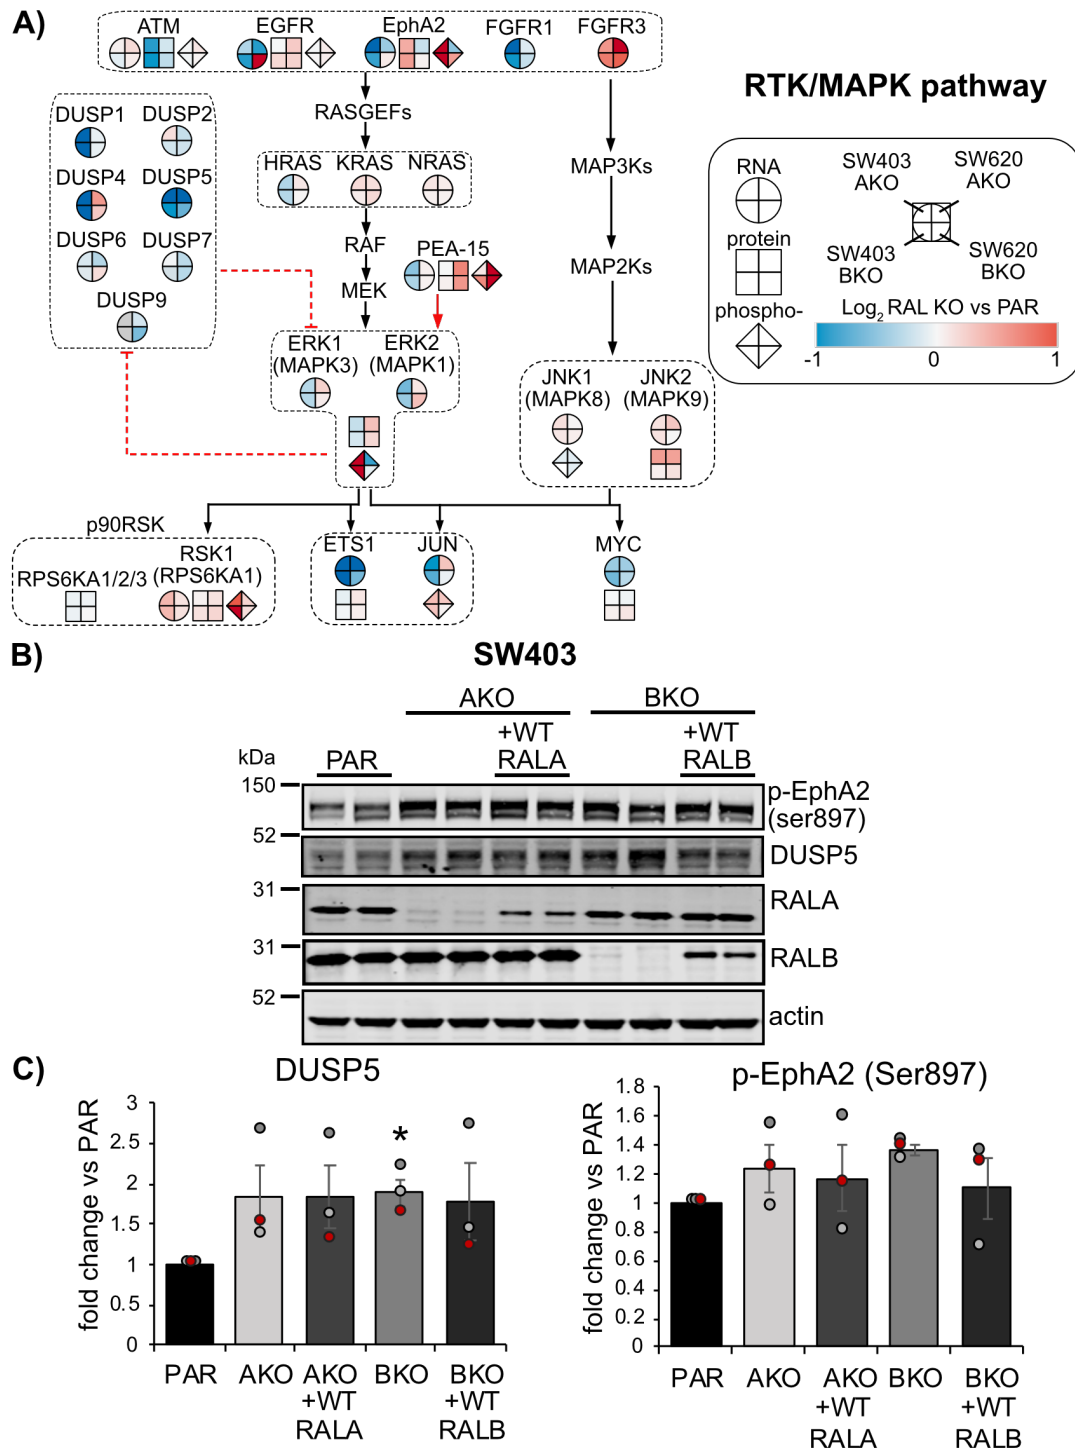 A)
ATM EGFR EphA2 FGFR1 FGFR3
RTK/MAPK pathway
DUSP1 DUSP2
DUSP4 DUSP5
DUSP6 DUSP7
DUSP9
RASGEFs
HRAS KRAS NRAS
RAF
MEK
PEA-15
ERK1
(MAPK3)
ERK2
(MAPK1)
MAP3Ks
MAP2Ks
JNK1
(MAPK8)
JNK2
(MAPK9)
RNA
protein
phospho-
SW403
AKO
SW620
AKO
SW403
BKO
SW620
BKO
Log2 RAL KO vs PAR
-1 0 1
p90RSK
RPS6KA1/2/3
RSK1
(RPS6KA1)
ETS1 JUN
MYC
B)
SW403
AKO BKO
+WT
RALA
+WT
RALB
kDa
PAR
150
p-EphA2
(ser897)
52
DUSP5
31
RALA
31
RALB
52
actin
C)
DUSP5
fold change vs PAR
3
2.5
2
1.5
1
0.5
0
*
PAR
AKO
AKO
+WT
RALA
BKO
BKO
+WT
RALB
p-EphA2 (Ser897)
fold change vs PAR
1.8
1.6
1.4
1.2
1
0.8
0.6
0.4
0.2
0
PAR
AKO
AKO
+WT
RALA
BKO
BKO
+WT
RALB